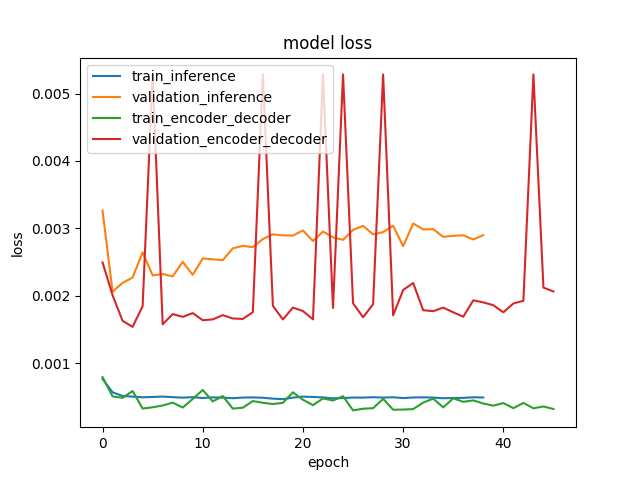 model loss
train_inference
validation_inference
train_encoder_decoder
validation_encoder_decoder
0.005
0.004
0.003
0.002
0.001
loss
0 10 20 30 40
epoch